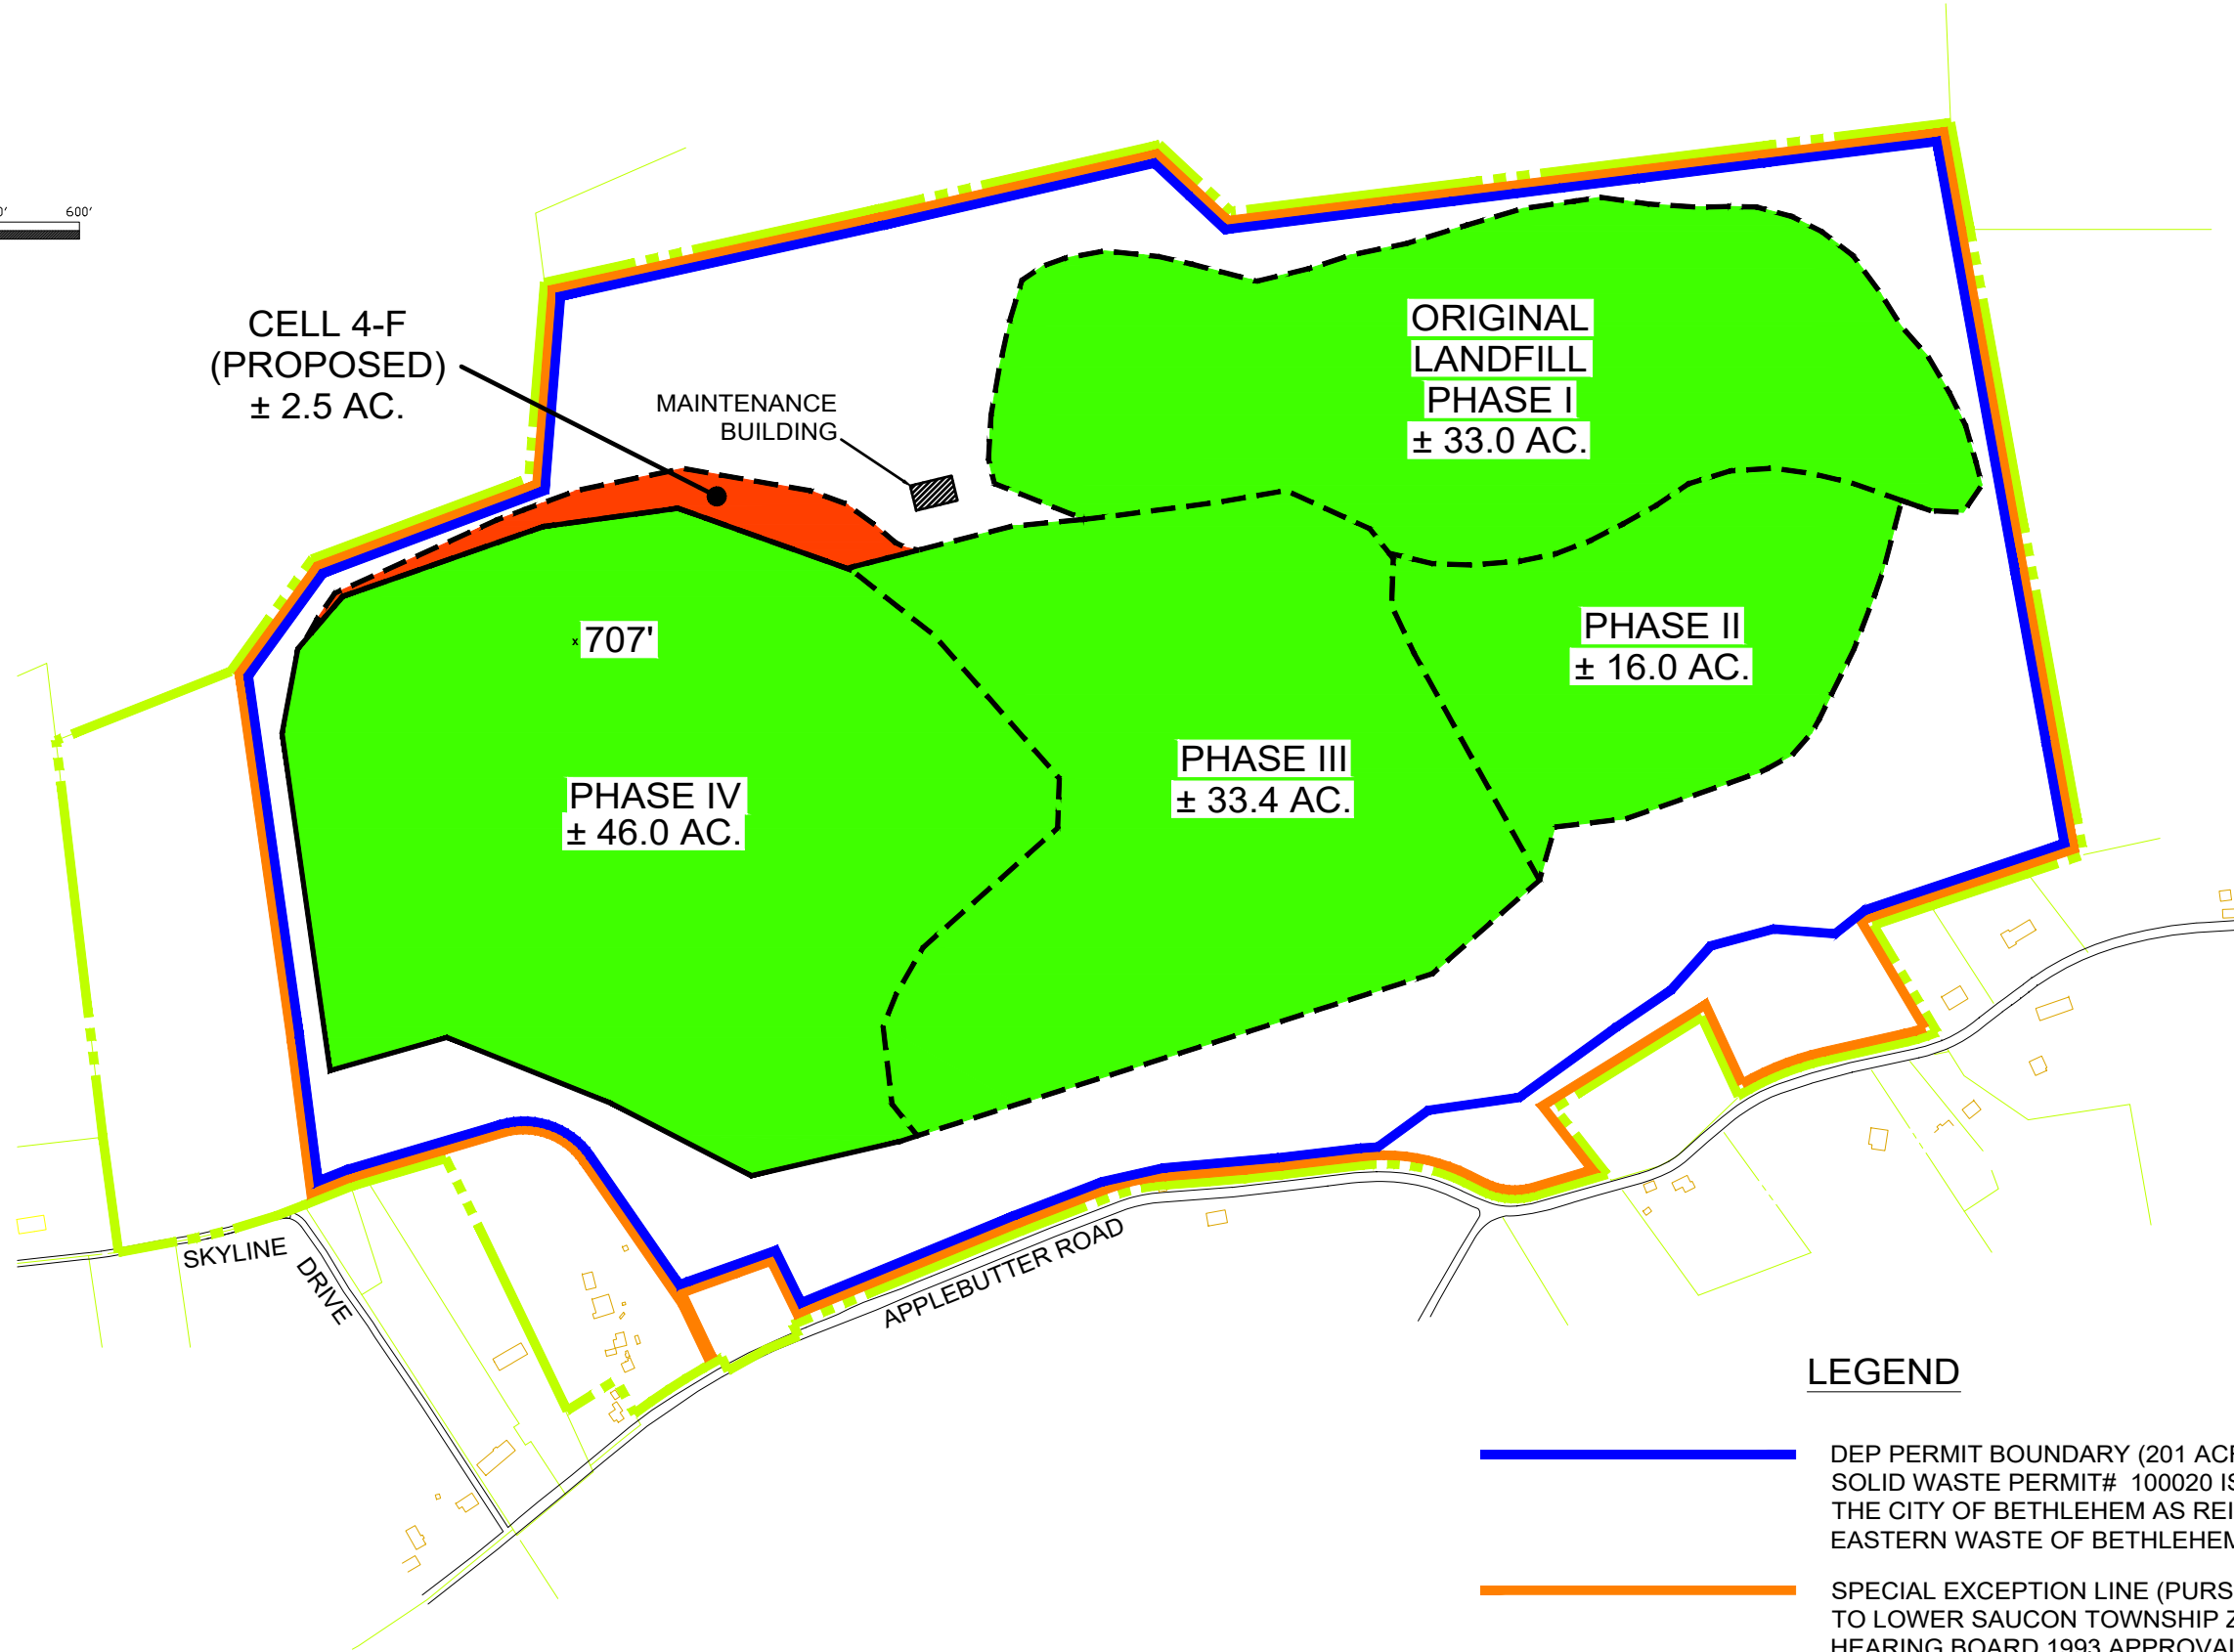 600'
CELL 4-F
(PROPOSED)
± 2.5 AC.
MAINTENANCE
BUILDING
ORIGINAL
LANDFILL
PHASE I
± 33.0 AC.
707'
PHASE II
± 16.0 AC.
PHASE III
± 33.4 AC.
PHASE IV
± 46.0 AC.
SKYLINE
DRIVE
APPLEBUTTER ROAD
LEGEND
DEP PERMIT BOUNDARY (201
SOLID WASTE PERMIT# 100020
THE CITY OF BETHLEHEM AS
EASTERN WASTE OF BETHLEHEM
SPECIAL EXCEPTION LINE
TO LOWER SAUCON TOWNSHIP
HEARING BOARD 1993 APPROVAL